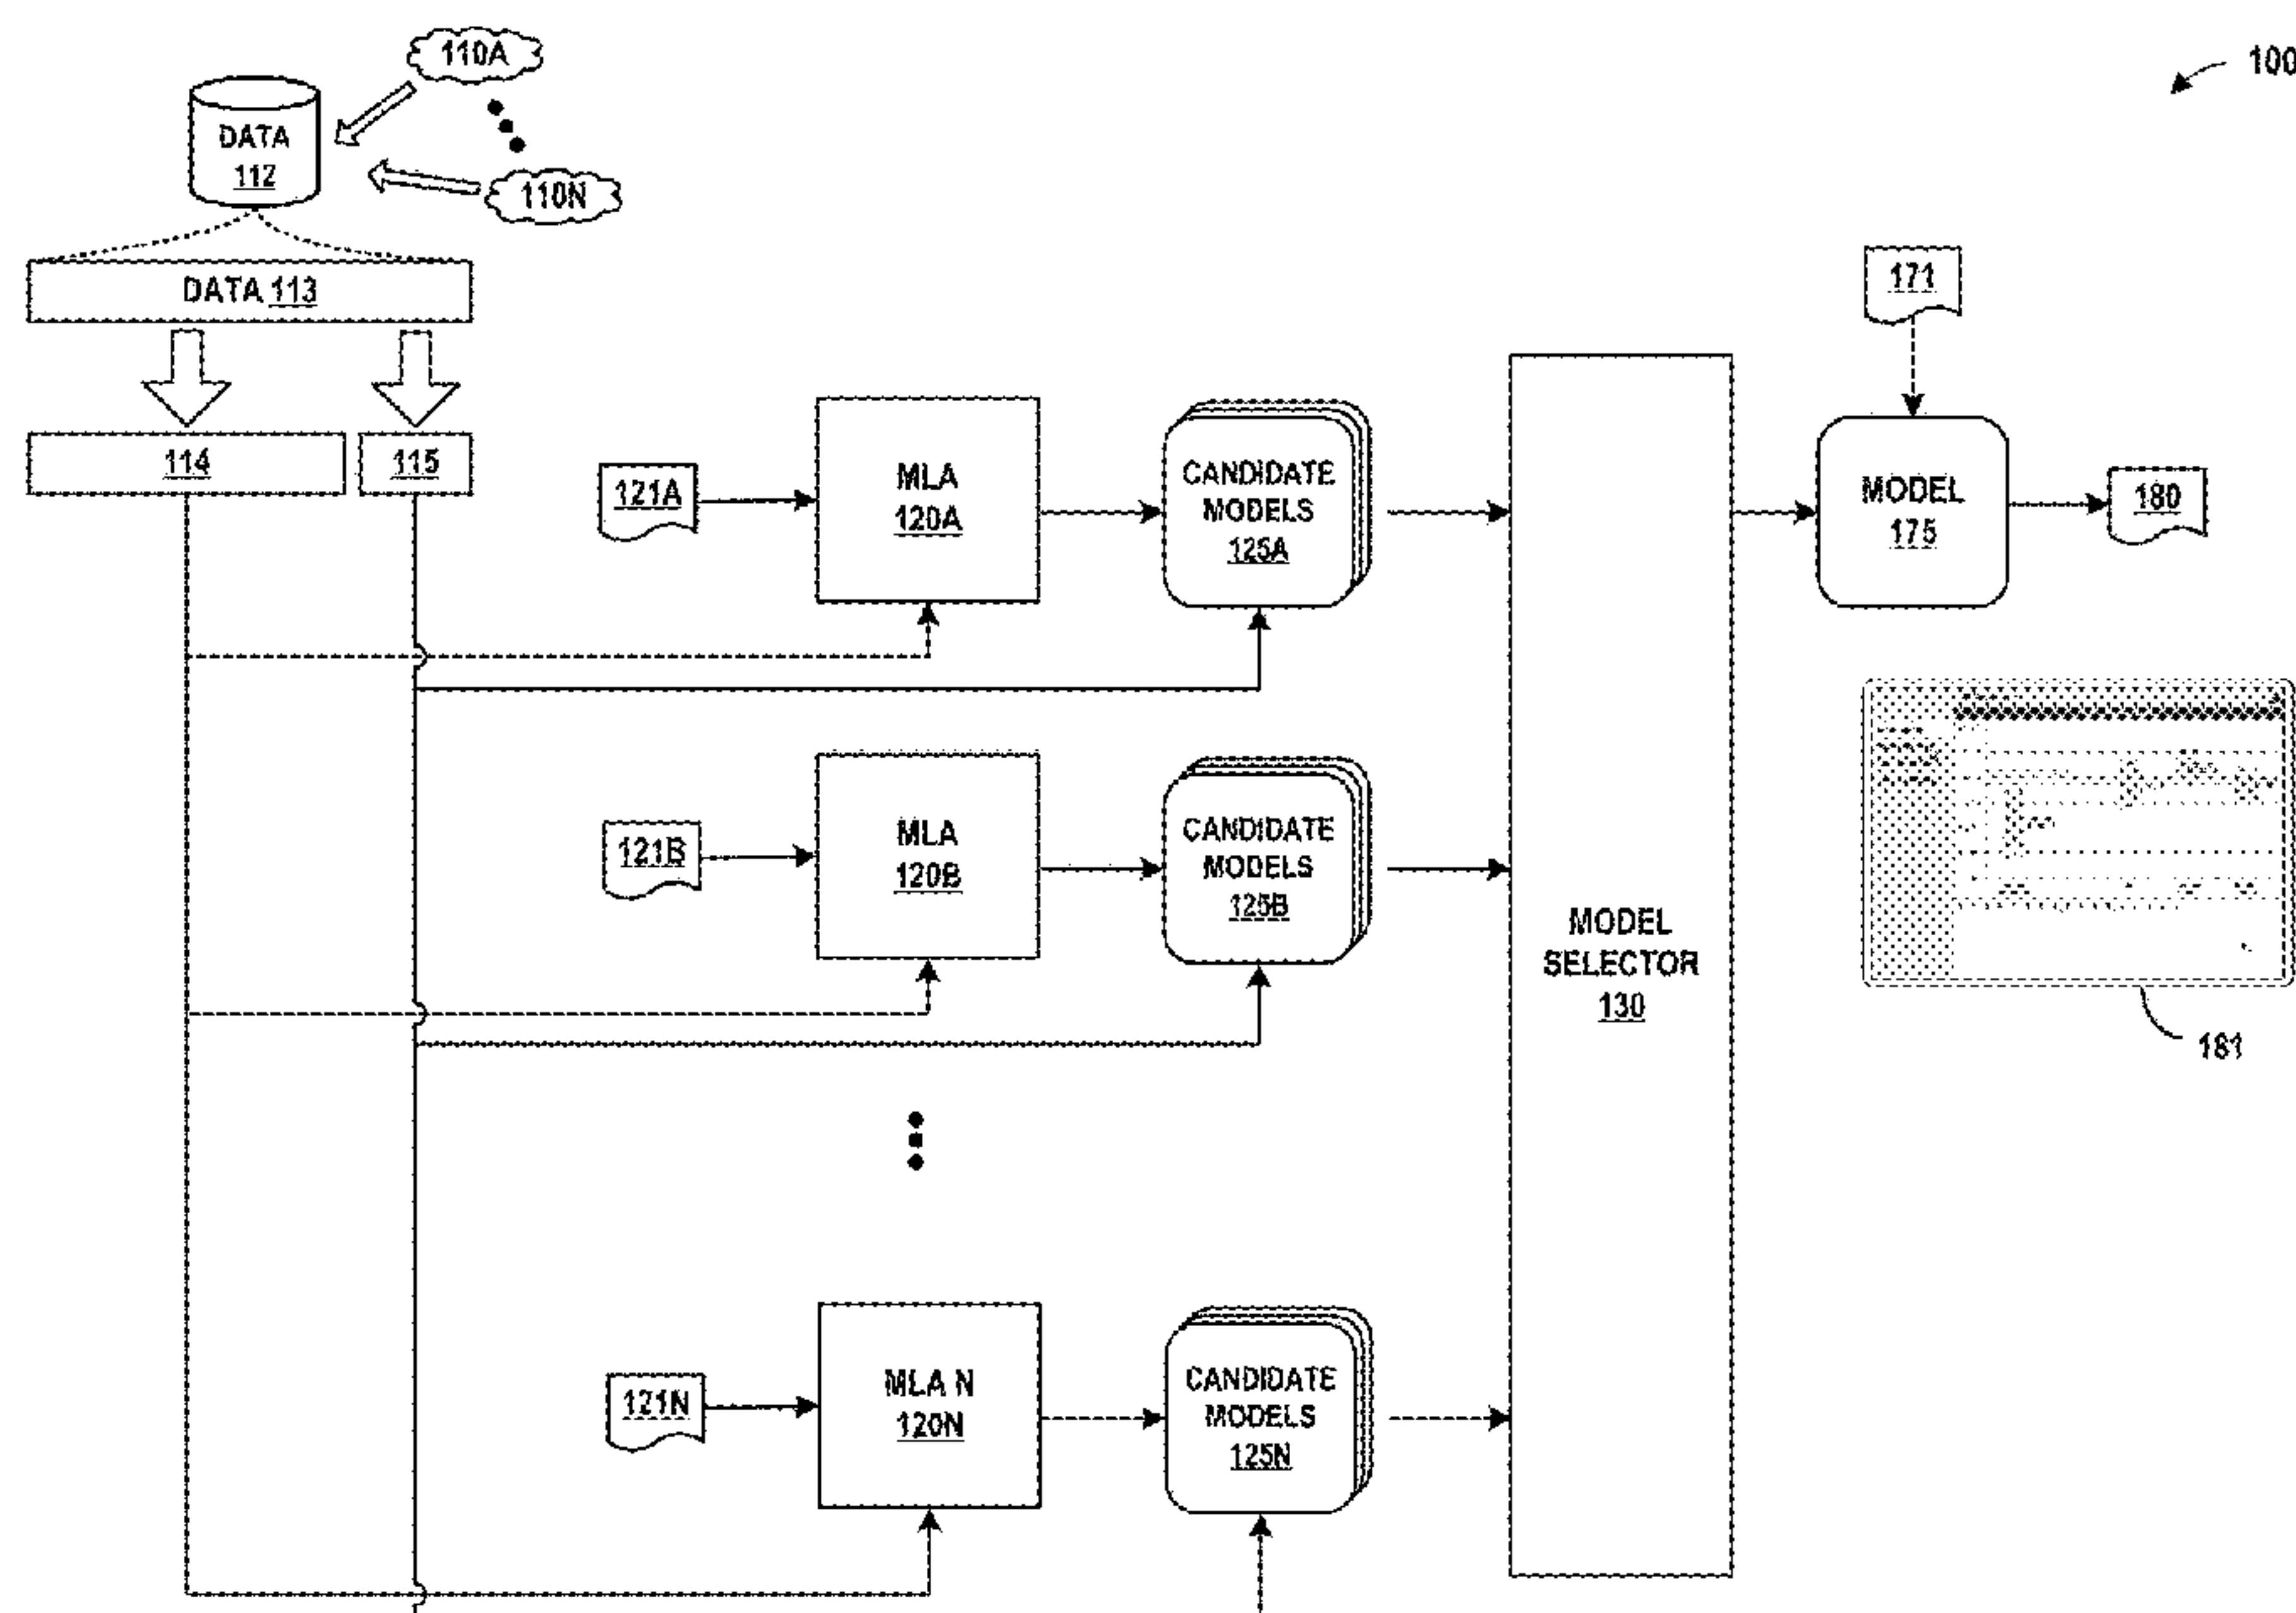 110A
100
DATA
112
110N
DATA 113
171
114
115
121A
MLA
120A
CANDIDATE
MODELS
125A
MODEL
175
180
121B
MLA
120B
CANDIDATE
MODELS
125B
MODEL
SELECTOR
130
181
121N
MLA N
120N
CANDIDATE
MODELS
125N